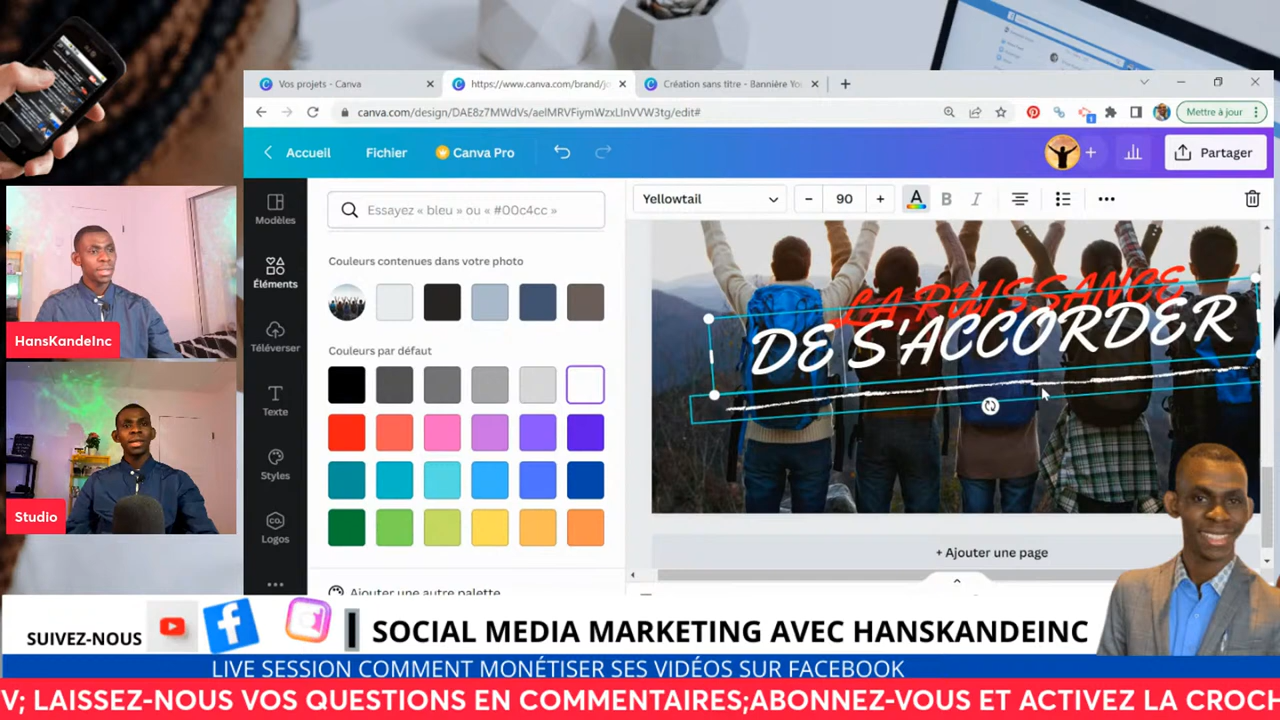 Vos projets - Canva
https://www.canva.com/brand/jo
Création sans titre - Bannière Yo
canva.com/design/DAE8z7MWdVs/aelMRVFiymWzxLlnVVW3tg/edit#
Mettre à jour
Accueil
Fichier
Canva Pro
Partager
Modèles
Éléments
Téléverser
Texte
Styles
CO.
Logos
Essayez « bleu » ou « #00c4cc »
Couleurs contenues dans votre photo
Couleurs par défaut
Ajouter une autre palette
Yellowtail
90
A
B
I
LA PUISSANCE
DE S'ACCORDER
+ Ajouter une page
HansKandeInc
Studio
SUIVEZ-NOUS
SOCIAL MEDIA MARKETING AVEC HANSKANDEINC
LIVE SESSION COMMENT MONÉTISER SES VIDÉOS SUR FACEBOOK
V; LAISSEZ-NOUS VOS QUESTIONS EN COMMENTAIRES;ABONNEZ-VOUS ET ACTIVEZ LA CROCH